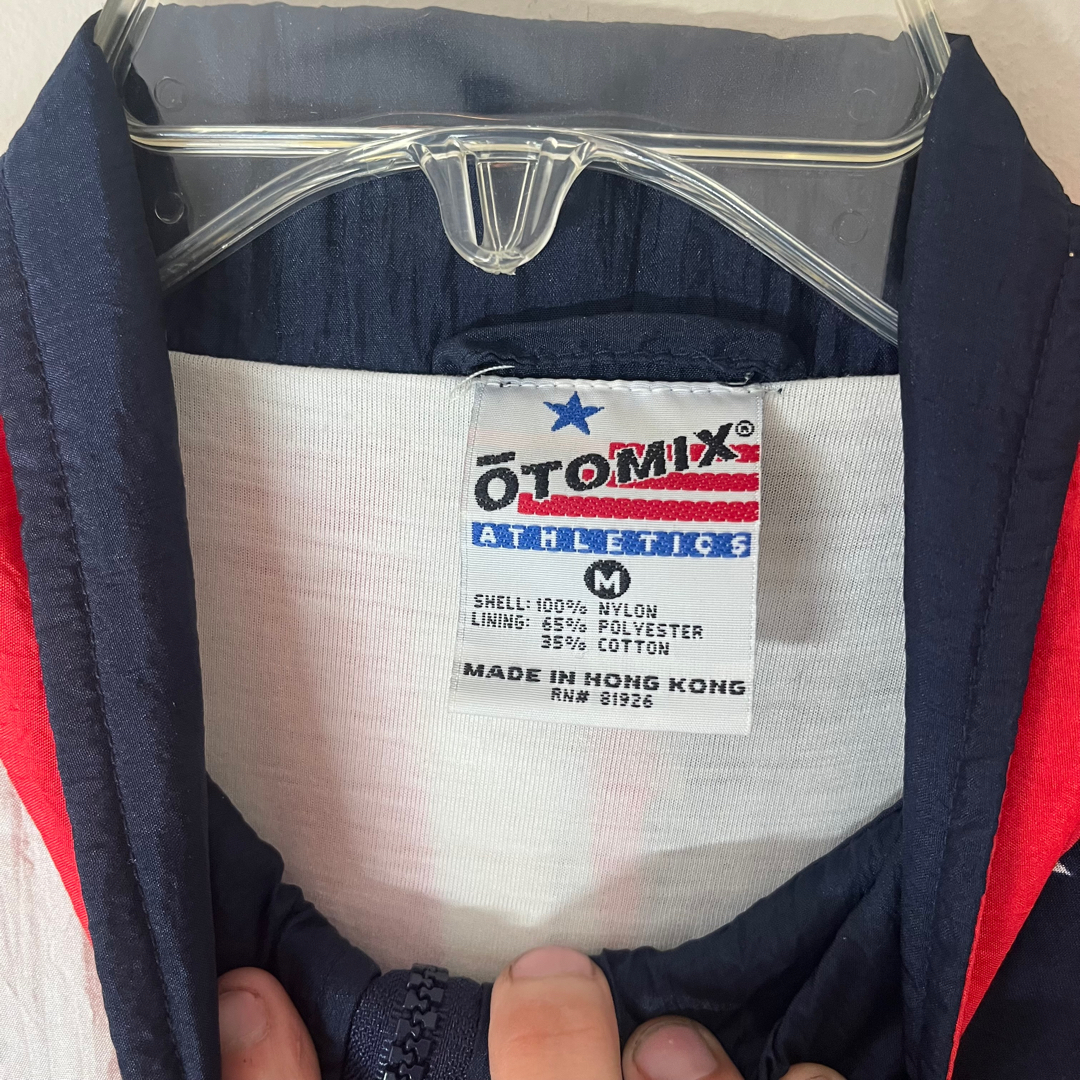 ŌTOMIX®
ATHLETICS
M
SHELL: 100% NYLON
LINING: 65% POLYESTER
35% COTTON
MADE IN HONG KONG
RN# 81926